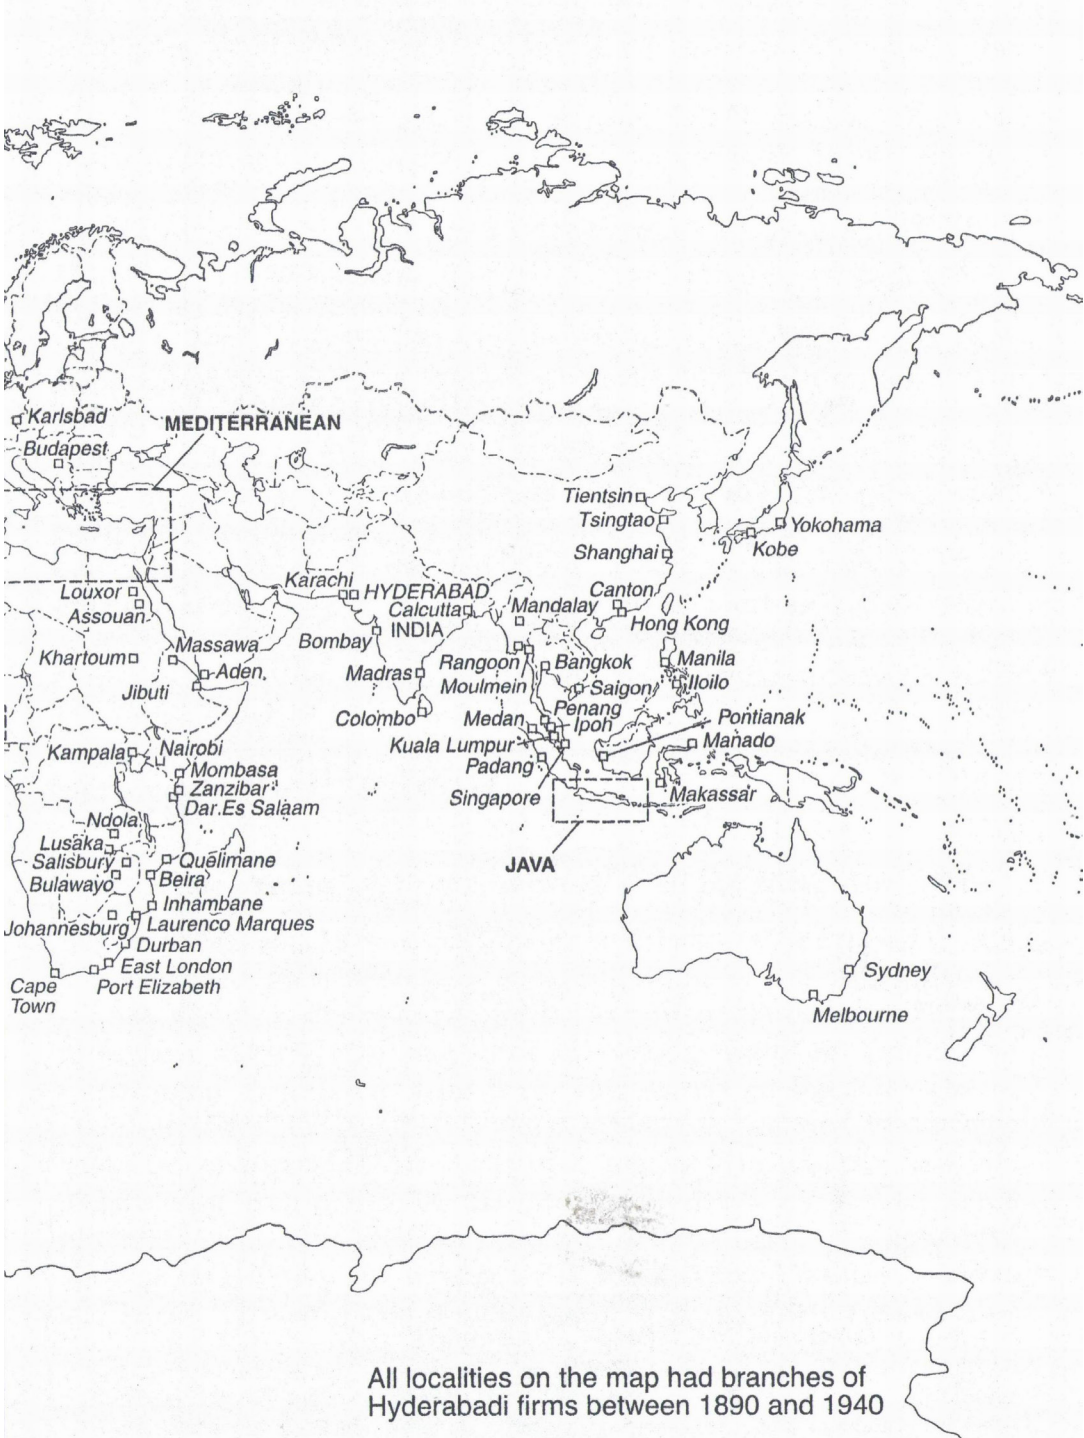 Karlsbad
MEDITERRANEAN
Budapest
Tientsin
Tsingtao
Yokohama
Kobe
Shanghai
Karachi
HYDERABAD
Louxor
Canton
Calcutta
Mandalay
Assouan
INDIA
Hong Kong
Bombay
Massawa
Khartoum
Rangoon
Bangkok
Manila
Aden
Madras
Jibuti
Moulmein
Saigon
Iloilo
Penang
Colombo
Medan
Ipoh
Pontianak
Kampala
Nairobi
Kuala Lumpur
Manado
Padang
Mombasa
Zanzibar
Singapore
Makassar
Dar.Es Salaam
Ndola
Lusaka
Salisbury
Quelimane
JAVA
Bulawayo
Beira
Inhambane
Johannesburg
Laurenco Marques
Durban
East London
Sydney
Cape
Town
Port Elizabeth
Melbourne
All localities on the map had branches of
Hyderabadi firms between 1890 and 1940